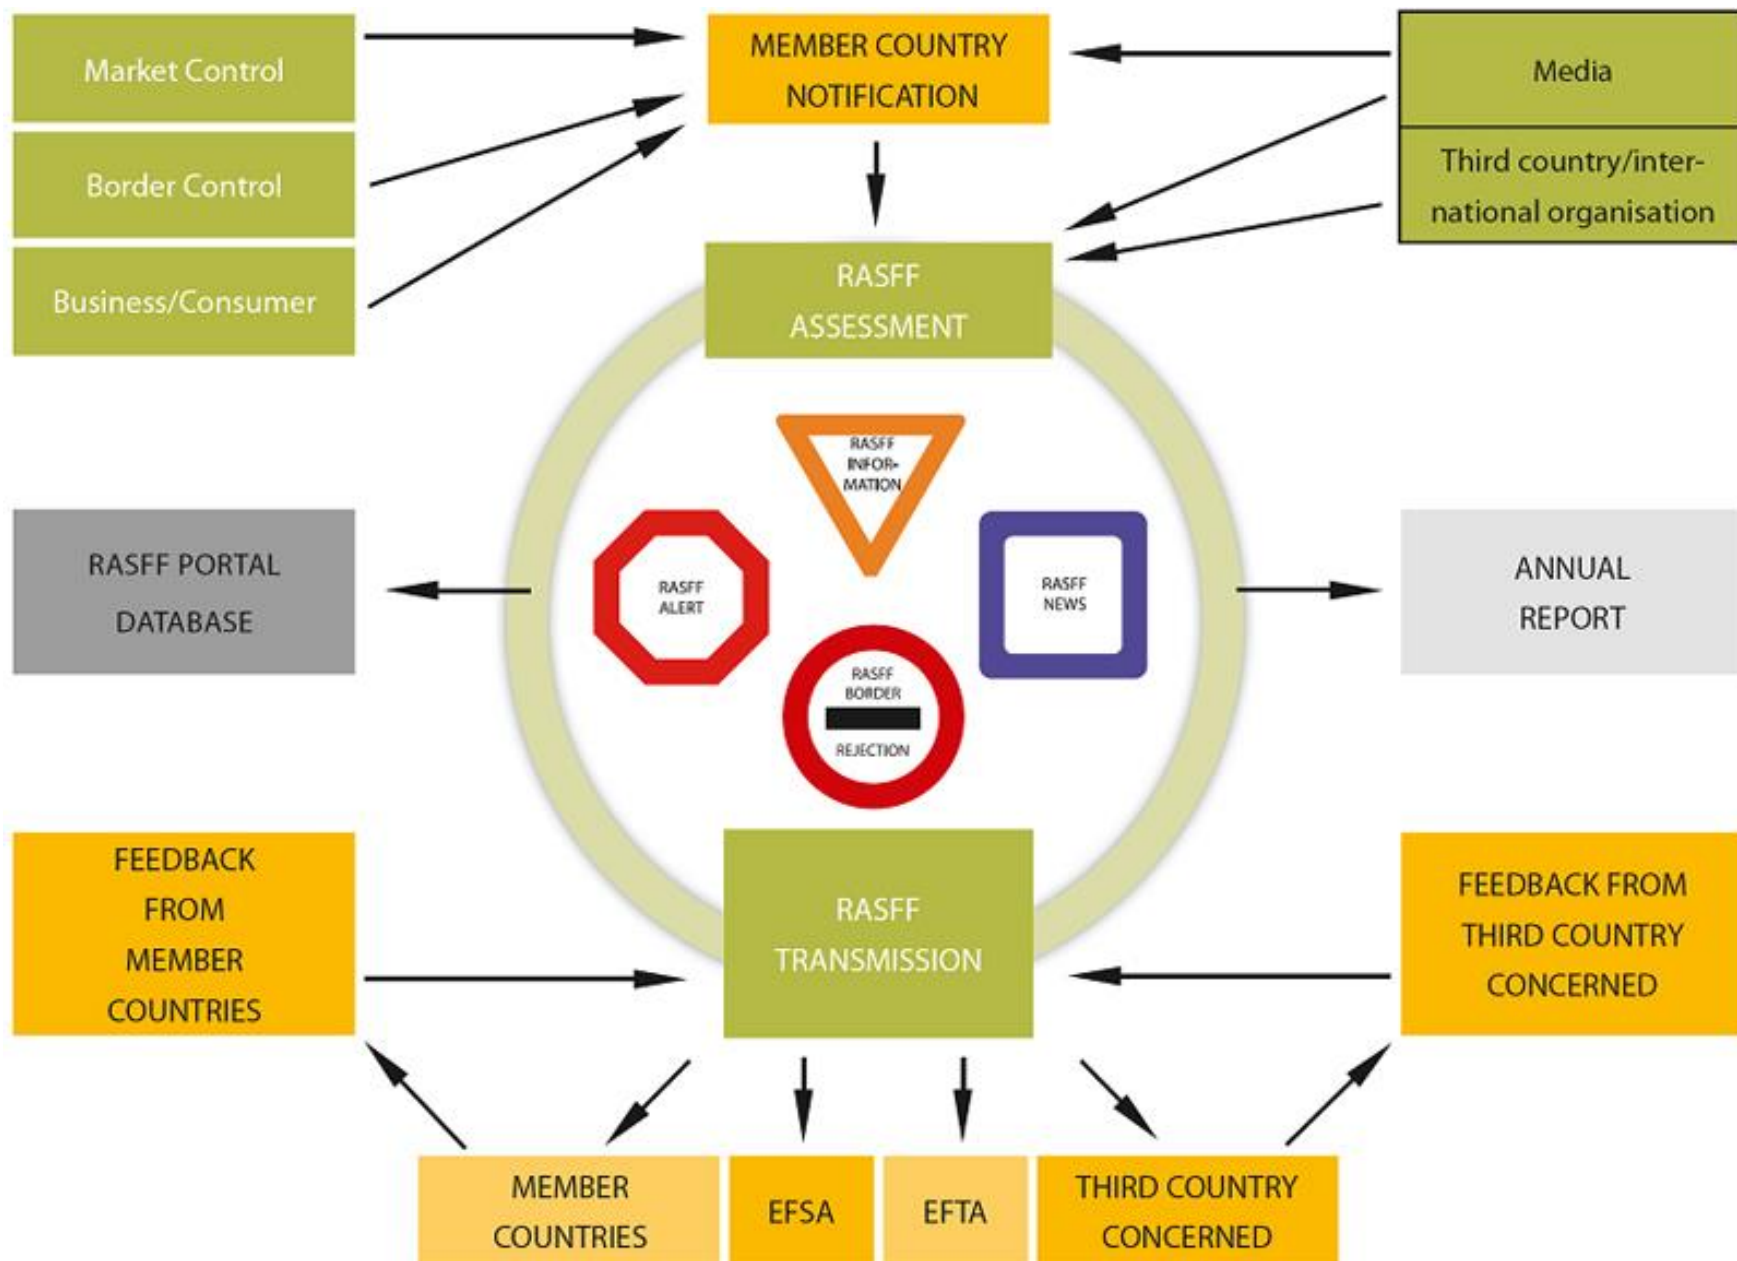 Market Control
Border Control
Business/Consumer
MEMBER COUNTRY
NOTIFICATION
Media
Third country/inter-
national organisation
RASFF
ASSESSMENT
RASFF
INFOR-
MATION
RASFF
ALERT
RASFF
NEWS
RASFF
BORDER
REJECTION
RASFF PORTAL
DATABASE
ANNUAL
REPORT
FEEDBACK
FROM
MEMBER
COUNTRIES
RASFF
TRANSMISSION
FEEDBACK FROM
THIRD COUNTRY
CONCERNED
MEMBER
COUNTRIES
EFSA
EFTA
THIRD COUNTRY
CONCERNED